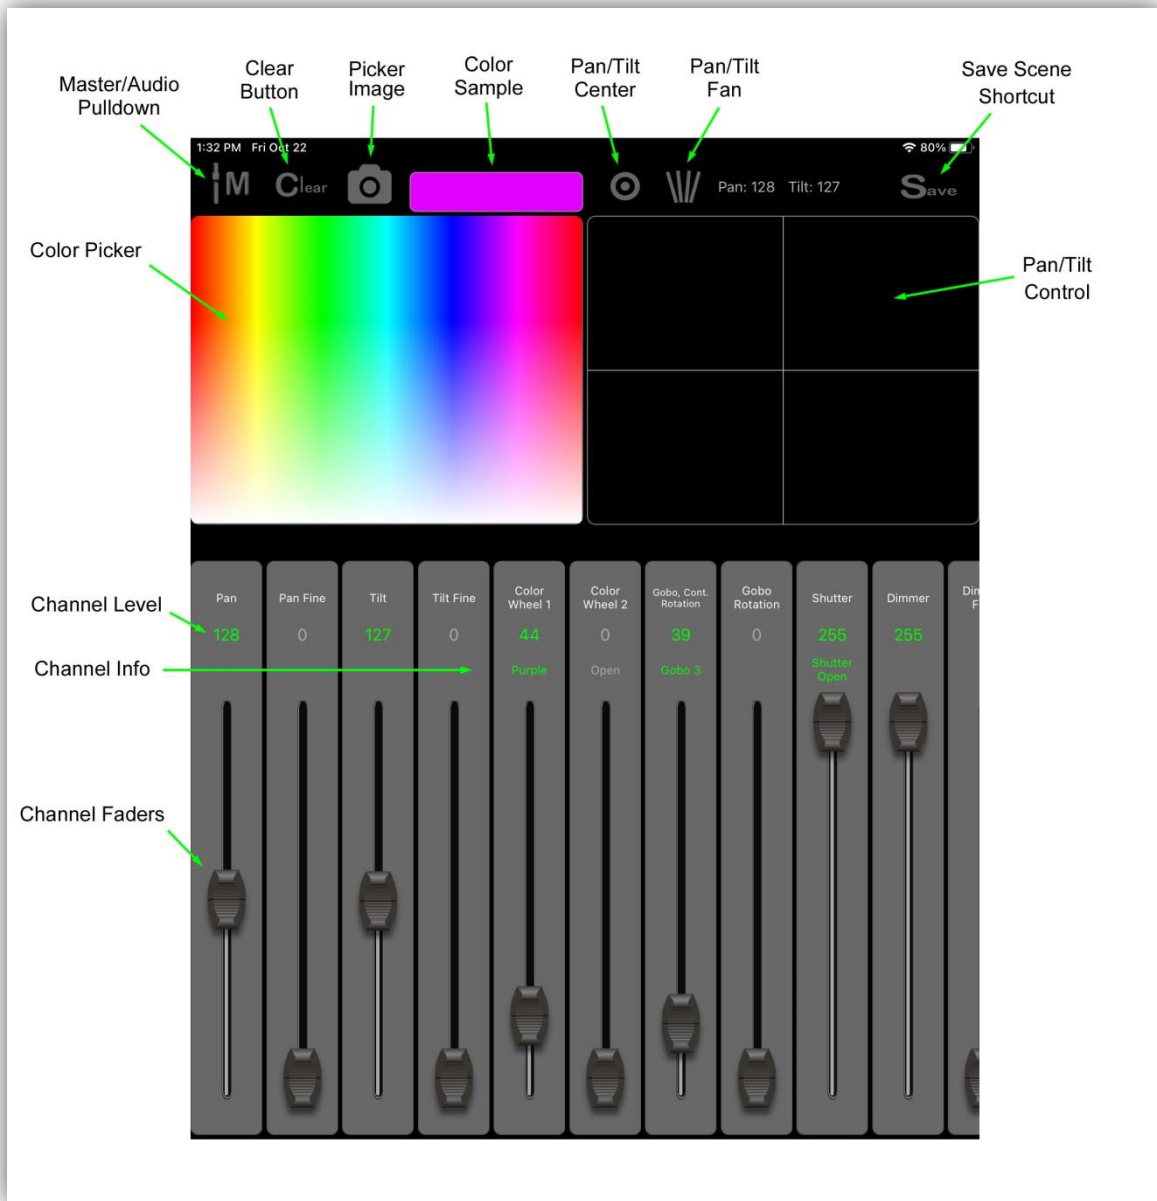 Master/Audio
Pulldown
Clear
Button
Picker
Image
Color
Sample
Pan/Tilt
Center
Pan/Tilt
Fan
Save Scene
Shortcut
1:32 PM Fri Oct 22
80%
M
Clear
Pan: 128 Tilt: 127
Save
Color Picker
Pan/Tilt
Control
Channel Level
Channel Info
Channel Faders
Pan
128
Pan Fine
0
Tilt
127
Tilt Fine
0
Color
Wheel 1
44
Purple
Color
Wheel 2
0
Open
Gobo, Cont.
Rotation
39
Gobo 3
Gobo
Rotation
0
Shutter
255
Shutter
Open
Dimmer
255